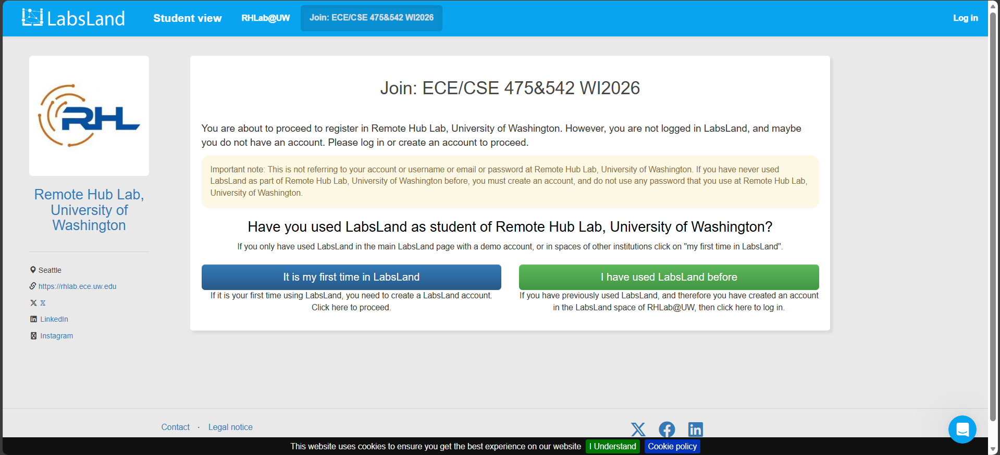 LabsLand
Student view
RHLab@UW
Join: ECE/CSE 475&542 WI2026
Log in
RHL
Remote Hub Lab,
University of
Washington
Seattle
https://rhlab.ece.uw.edu
X
LinkedIn
Instagram
Join: ECE/CSE 475&542 WI2026
You are about to proceed to register in Remote Hub Lab, University of Washington. However, you are not logged in LabsLand, and maybe
you do not have an account. Please log in or create an account to proceed.
Important note: This is not referring to your account or username or email or password at Remote Hub Lab, University of Washington. If you have never used
LabsLand as part of Remote Hub Lab, University of Washington before, you must create an account, and do not use any password that you use at Remote Hub Lab,
University of Washington.
Have you used LabsLand as student of Remote Hub Lab, University of Washington?
If you only have used LabsLand in the main LabsLand page with a demo account, or in spaces of other institutions click on "my first time in LabsLand".
It is my first time in LabsLand
If it is your first time using LabsLand, you need to create a LabsLand account.
Click here to proceed.
I have used LabsLand before
If you have previously used LabsLand, and therefore you have created an account
in the LabsLand space of RHLab@UW, then click here to log in.
Contact · Legal notice
This website uses cookies to ensure you get the best experience on our website
I Understand
Cookie policy